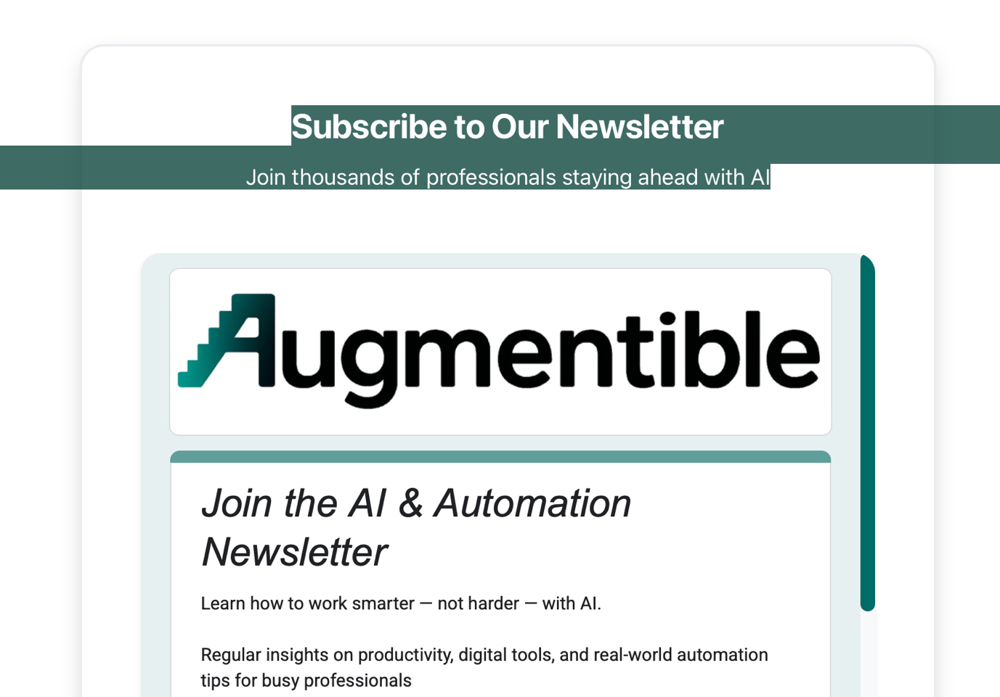 Subscribe to Our Newsletter
Join thousands of professionals staying ahead with AI
Augmentible
Join the AI & Automation
Newsletter
Learn how to work smarter — not harder — with AI.
Regular insights on productivity, digital tools, and real-world automation
tips for busy professionals